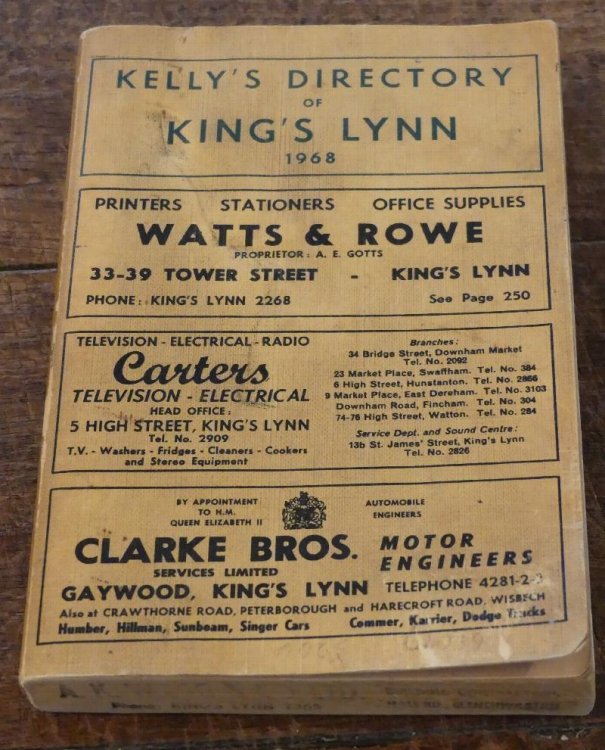 KELLY'S DIRECTORY
OF
KING'S LYNN
1968
PRINTERS STATIONERS OFFICE SUPPLIES
WATTS & ROWE
PROPRIETOR: A. E. GOTTS
33-39 TOWER STREET - KING'S LYNN
PHONE: KING'S LYNN 2268 See Page 250
TELEVISION - ELECTRICAL - RADIO
Carters
TELEVISION - ELECTRICAL
HEAD OFFICE:
5 HIGH STREET, KING'S LYNN
Tel. No. 2909
T.V. - Washers - Fridges - Cleaners - Cookers
and Stereo Equipment
Branches:
34 Bridge Street, Downham Market
Tel. No. 2092
23 Market Place, Swaffham. Tel. No. 384
6 High Street, Hunstanton. Tel. No. 2866
9 Market Place, East Dereham. Tel. No. 3103
Downham Road, Fincham. Tel. No. 304
74-76 High Street, Watton. Tel. No. 284
Service Dept. and Sound Centre:
13b St. James' Street, King's Lynn
Tel. No. 2826
BY APPOINTMENT
TO H.M.
QUEEN ELIZABETH II
AUTOMOBILE
ENGINEERS
CLARKE BROS.
SERVICES LIMITED
MOTOR
ENGINEERS
GAYWOOD, KING'S LYNN TELEPHONE 4281-2-3
Also at CRAWTHORNE ROAD, PETERBOROUGH and HARECROFT ROAD, WISBECH
Humber, Hillman, Sunbeam, Singer Cars Commer, Karrier, Dodge Trucks
Phone: KING'S LYNN